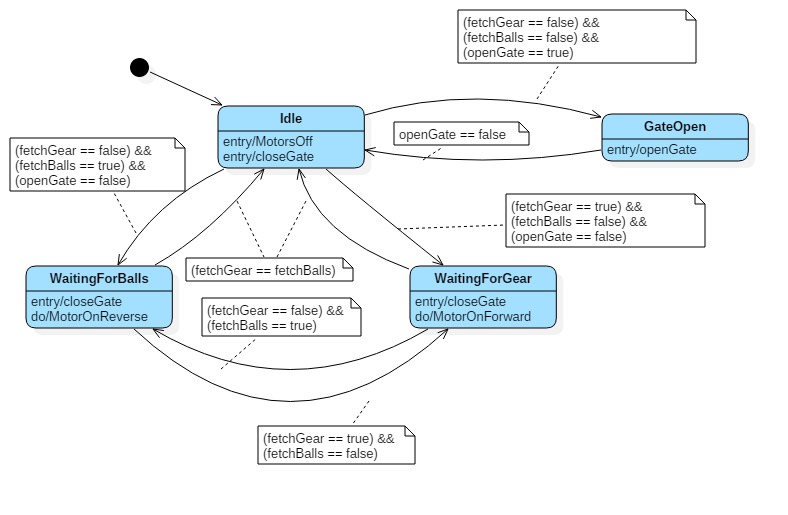 (fetchGear == false) &&
(fetchBalls == false) &&
(openGate == true)
Idle
entry/MotorsOff
entry/closeGate
openGate == false
GateOpen
entry/openGate
(fetchGear == false) &&
(fetchBalls == true) &&
(openGate == false)
(fetchGear == true) &&
(fetchBalls == false) &&
(openGate == false)
(fetchGear == fetchBalls)
WaitingForBalls
entry/closeGate
do/MotorOnReverse
WaitingForGear
entry/closeGate
do/MotorOnForward
(fetchGear == false) &&
(fetchBalls == true)
(fetchGear == true) &&
(fetchBalls == false)